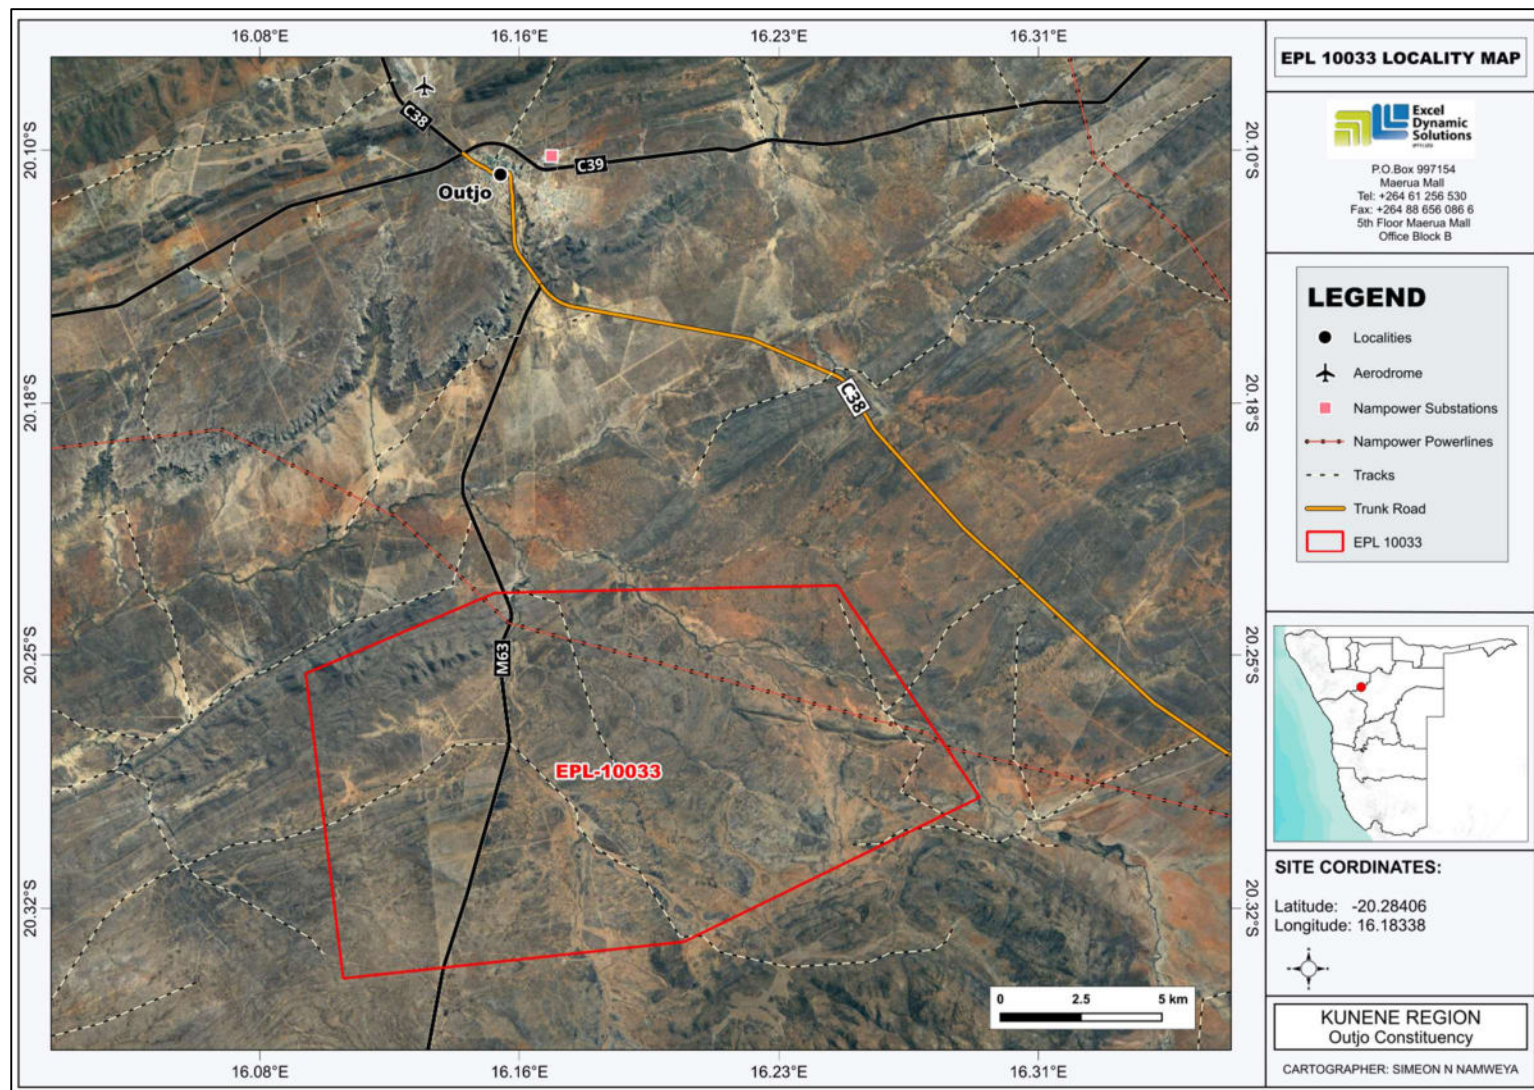 16.08°E
16.16°E
16.23°E
16.31°E
20.10°S
20.18°S
20.25°S
20.32°S
20.10°S
20.18°S
20.25°S
20.32°S
16.08°E
16.16°E
16.23°E
16.31°E
C38
C39
Outjo
C38
M63
EPL-10033
0 2.5 5 km
EPL 10033 LOCALITY MAP
Excel
Dynamic
Solutions
P.O.Box 997154
Maerua Mall
Tel: +264 61 256 530
Fax: +264 88 656 086 6
5th Floor Maerua Mall
Office Block B
LEGEND
Localities
Aerodrome
Nampower Substations
Nampower Powerlines
Tracks
Trunk Road
EPL 10033
SITE CORDINATES:
Latitude: -20.28406
Longitude: 16.18338
KUNENE REGION
Outjo Constituency
CARTOGRAPHER: SIMEON N NAMWEYA